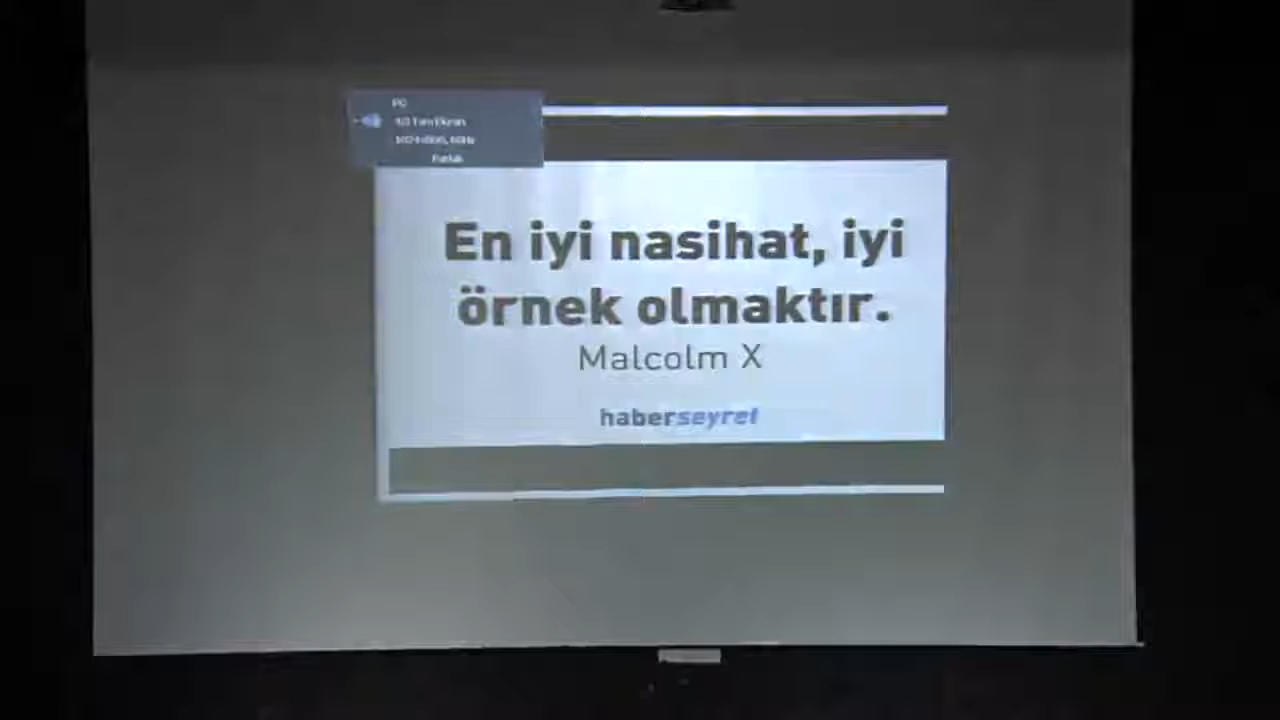 PC
En iyi nasihat, iyi
örnek olmaktır.
Malcolm X
haberseyret